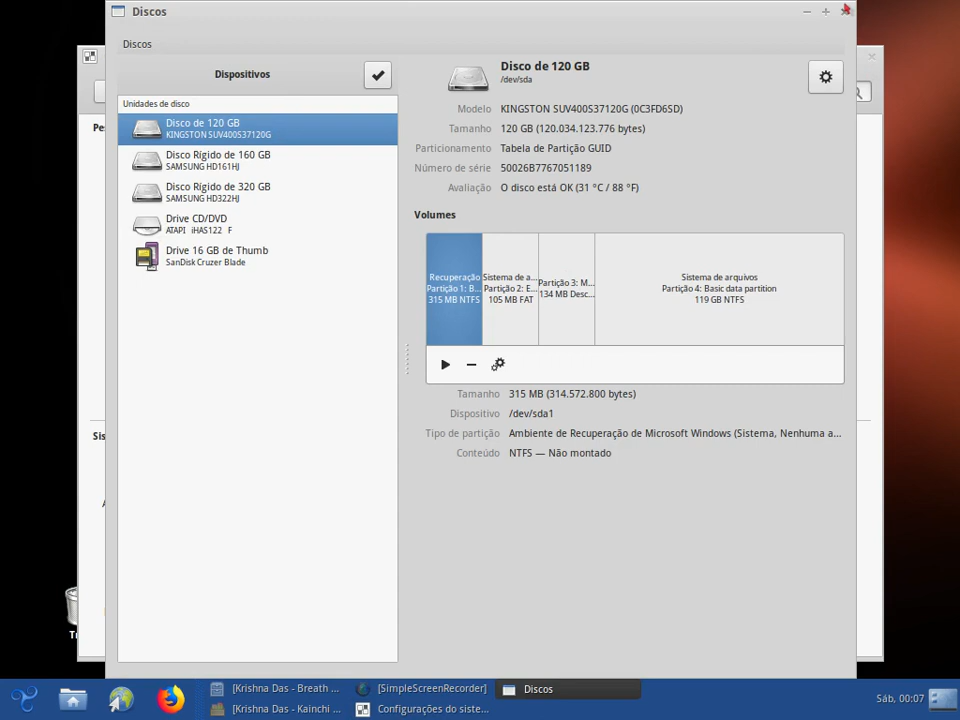 Discos
Discos
Dispositivos
Unidades de disco
Disco de 120 GB
KINGSTON SUV400S37120G
Disco Rígido de 160 GB
SAMSUNG HD161HJ
Disco Rígido de 320 GB
SAMSUNG HD322HJ
Drive CD/DVD
ATAPI iHAS122 F
Drive 16 GB de Thumb
SanDisk Cruzer Blade
Disco de 120 GB
/dev/sda
Modelo KINGSTON SUV400S37120G (0C3FD6SD)
Tamanho 120 GB (120.034.123.776 bytes)
Particionamento Tabela de Partição GUID
Número de série 50026B7767051189
Avaliação O disco está OK (31 °C / 88 °F)
Volumes
Recuperação
Partição 1: B...
315 MB NTFS
Sistema de a...
Partição 2: E...
105 MB FAT
Partição 3: M...
134 MB Desc...
Sistema de arquivos
Partição 4: Basic data partition
119 GB NTFS
Tamanho 315 MB (314.572.800 bytes)
Dispositivo /dev/sda1
Tipo de partição Ambiente de Recuperação de Microsoft Windows (Sistema, Nenhuma a...
Conteúdo NTFS — Não montado
Pe
Sis
[Krishna Das - Breath ...
[Krishna Das - Kainchi ...
[SimpleScreenRecorder]
Configurações do siste...
Discos
Sáb, 00:07